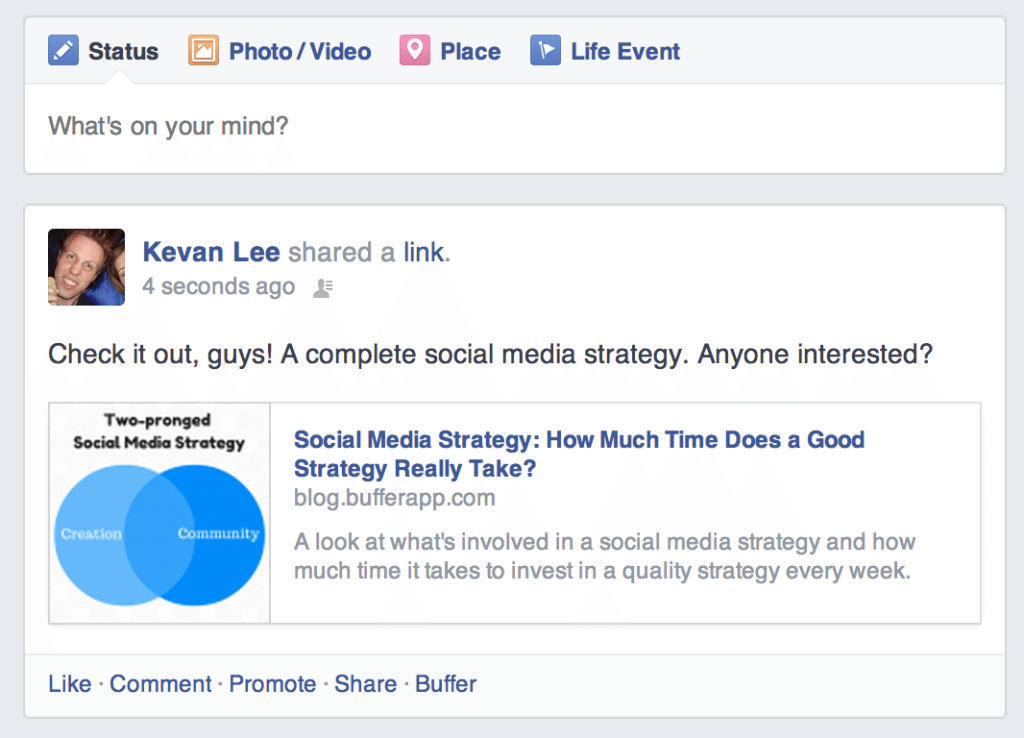 Status Photo / Video Place Life Event
What's on your mind?
Kevan Lee shared a link.
4 seconds ago
Check it out, guys! A complete social media strategy. Anyone interested?
Two-pronged
Social Media Strategy
Creation Community
Social Media Strategy: How Much Time Does a Good
Strategy Really Take?
blog.bufferapp.com
A look at what's involved in a social media strategy and how
much time it takes to invest in a quality strategy every week.
Like · Comment · Promote · Share · Buffer